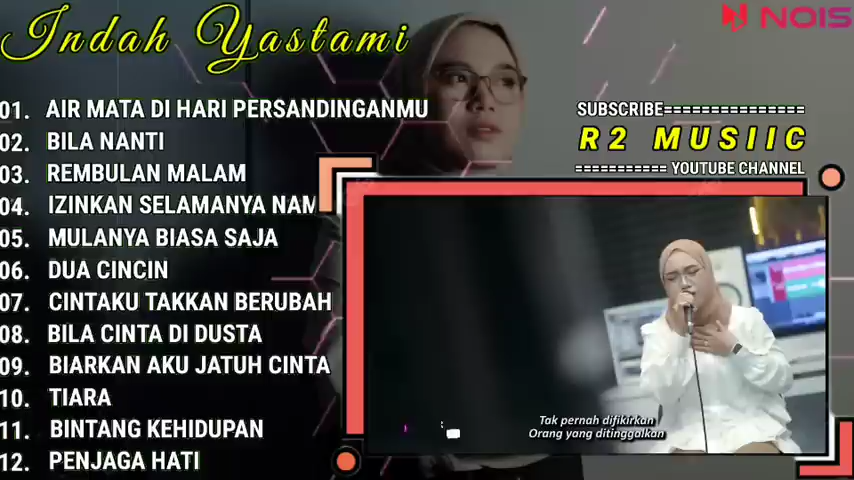 Indah Yastami
NOIS
01. AIR MATA DI HARI PERSANDINGANMU
02. BILA NANTI
03. REMBULAN MALAM
04. IZINKAN SELAMANYA NAM
05. MULANYA BIASA SAJA
06. DUA CINCIN
07. CINTAKU TAKKAN BERUBAH
08. BILA CINTA DI DUSTA
09. BIARKAN AKU JATUH CINTA
10. TIARA
11. BINTANG KEHIDUPAN
12. PENJAGA HATI
SUBSCRIBE===============
R2 MUSIIC
=========== YOUTUBE CHANNEL
Tak pernah difikirkan
Orang yang ditinggalkan